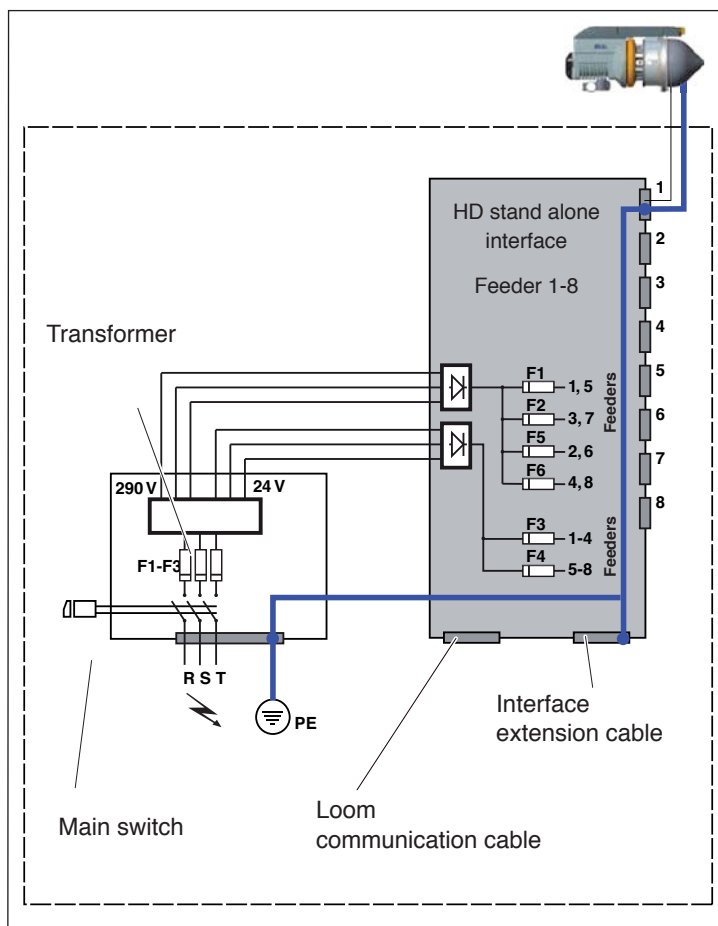 1
HD stand alone
interface
Feeder 1-8
2
3
4
5
6
7
8
Transformer
F1
1, 5
F2
3, 7
F5
2, 6
F6
4, 8
Feeders
F3
1-4
F4
5-8
Feeders
290 V
24 V
F1-F3
R S T
PE
Interface
extension cable
Loom
communication cable
Main switch